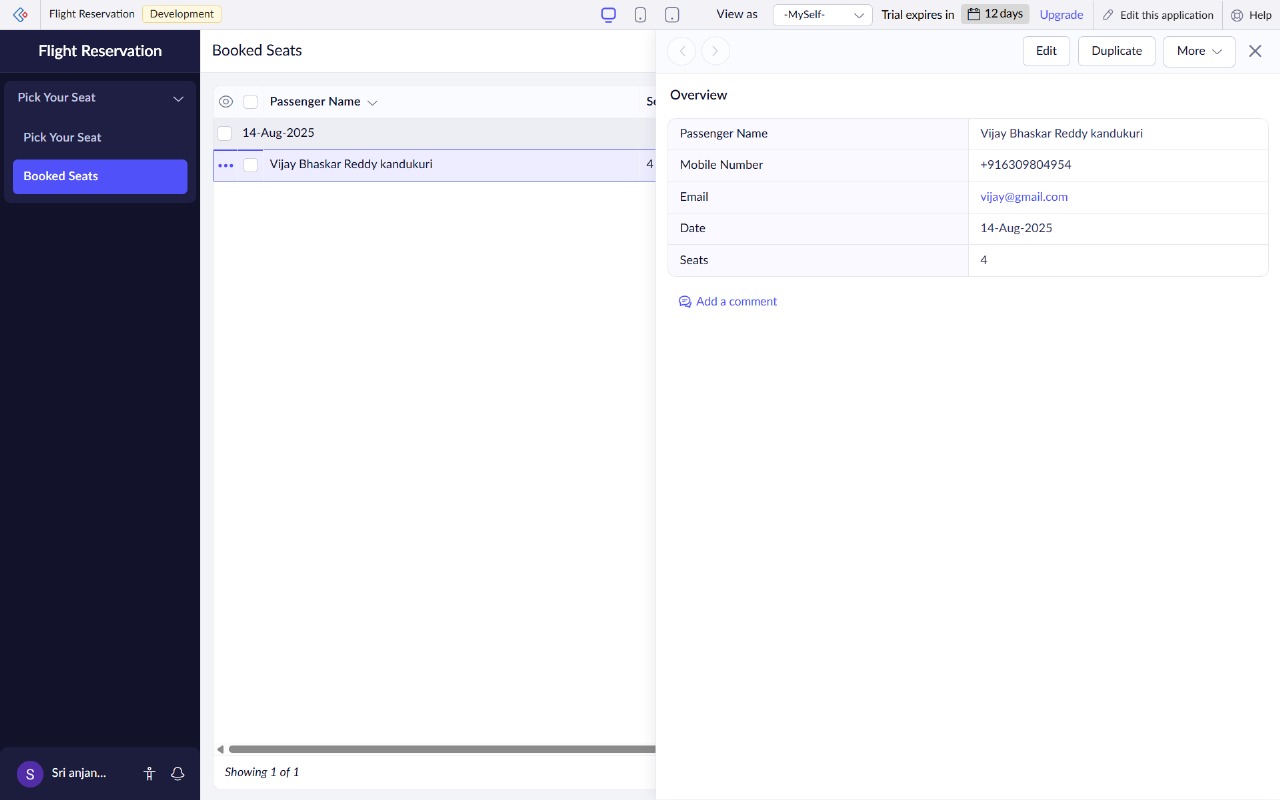 Flight Reservation Development View as -MySelf- Trial expires in 12 days Upgrade Edit this application Help
Flight Reservation
Pick Your Seat
Pick Your Seat
Booked Seats
Sri anjan...
S
Booked Seats
Passenger Name Se
14-Aug-2025
Vijay Bhaskar Reddy kandukuri 4
Showing 1 of 1
Edit Duplicate More
Overview
Passenger Name Vijay Bhaskar Reddy kandukuri
Mobile Number +916309804954
Email vijay@gmail.com
Date 14-Aug-2025
Seats 4
Add a comment